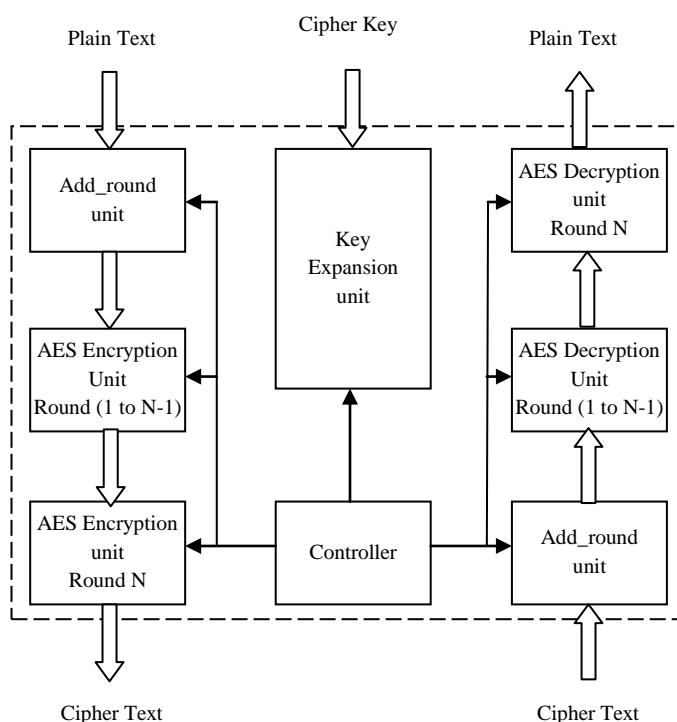 Plain Text
Cipher Key
Plain Text
Add_round
unit
Key
Expansion
unit
AES Decryption
unit
Round N
AES Encryption
Unit
Round (1 to N-1)
AES Decryption
Unit
Round (1 to N-1)
AES Encryption
unit
Round N
Controller
Add_round
unit
Cipher Text
Cipher Text